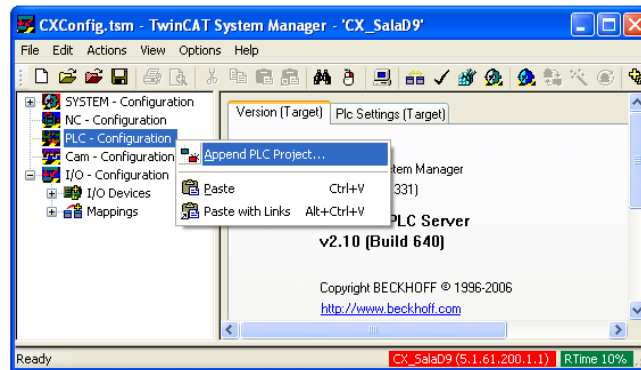 CXConfig.tsm - TwinCAT System Manager - 'CX_SalaD9'
File Edit Actions View Options Help
SYSTEM - Configuration
NC - Configuration
PLC - Configuration
Cam - Configuration
I/O - Configuration
I/O Devices
Mappings
Append PLC Project...
Paste Ctrl+V
Paste with Links Alt+Ctrl+V
Version (Target) Plc Settings (Target)
tem Manager
331)
PLC Server
v2.10 (Build 640)
Copyright BECKHOFF © 1996-2006
http://www.beckhoff.com
Ready CX_SalaD9 (5.1.61.200.1.1) RTime 10%